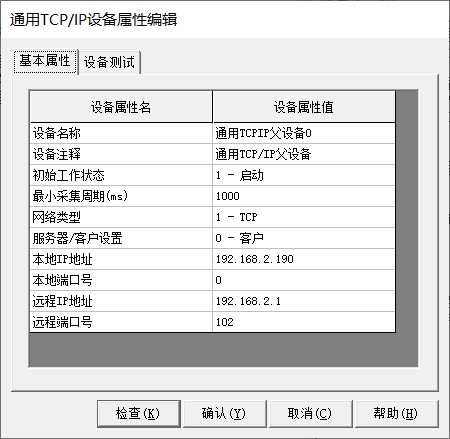 通用TCP/IP设备属性编辑
基本属性 设备测试
设备属性名 设备属性值
设备名称 通用TCPIP父设备0
设备注释 通用TCP/IP父设备
初始工作状态 1 - 启动
最小采集周期(ms) 1000
网络类型 1 - TCP
服务器/客户设置 0 - 客户
本地IP地址 192.168.2.190
本地端口号 0
远程IP地址 192.168.2.1
远程端口号 102
检查(K) 确认(Y) 取消(C) 帮助(H)